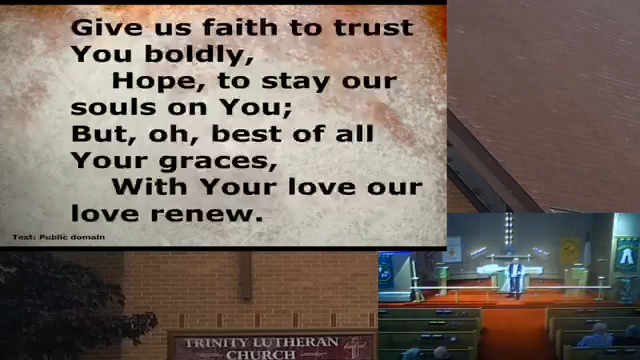 Give us faith to trust
You boldly,
Hope, to stay our
souls on You;
But, oh, best of all
Your graces,
With Your love our
love renew.
Text: Public domain
TRINITY LUTHERAN
CHURCH